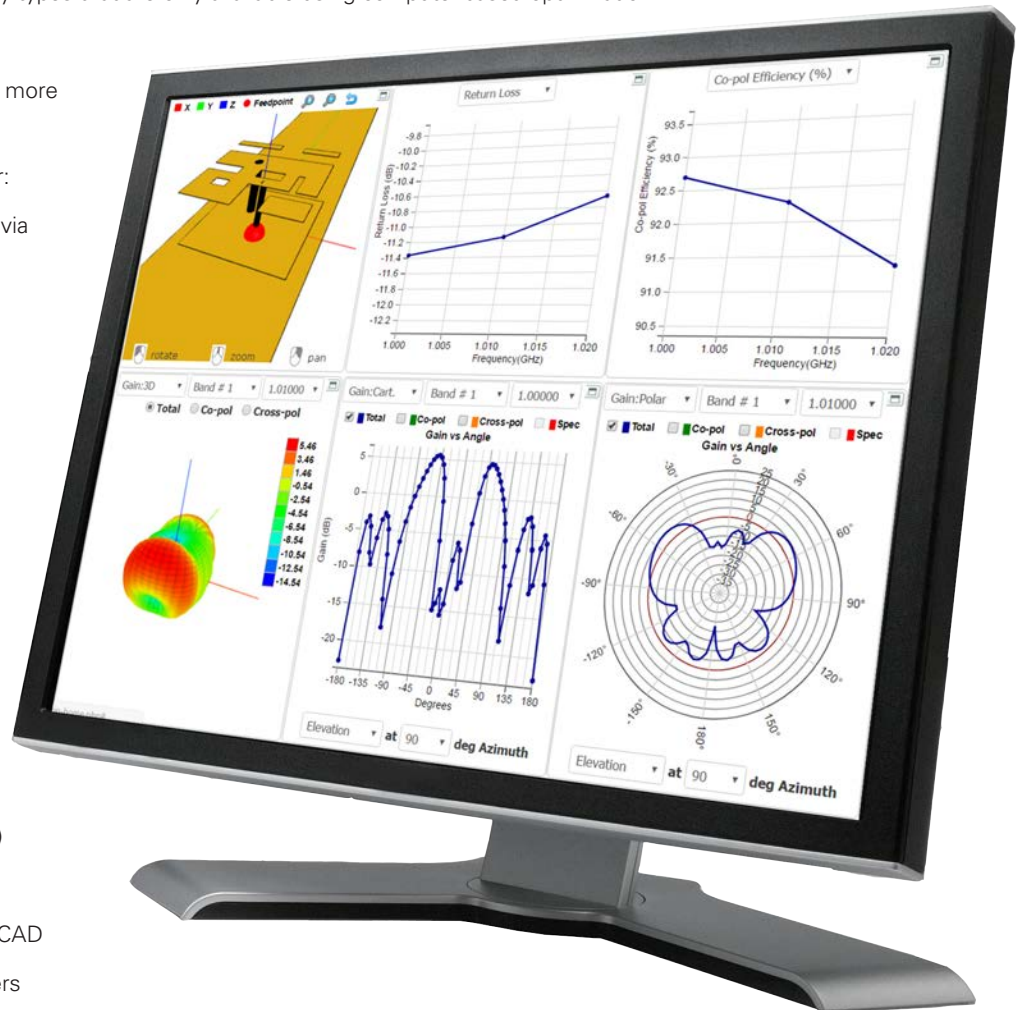 more
r:
via
)
CAD
ers
X Y Z Feedpoint
rotate zoom pan
Return Loss
Return Loss (dB)
-9.8
-10.0
-10.2
-10.4
-10.6
-10.8
-11.0
-11.2
-11.4
-11.6
-11.8
-12.0
-12.2
1.000 1.005 1.010 1.015 1.020
Frequency(GHz)
Co-pol Efficiency (%)
Co-pol Efficiency (%)
93.5
93.0
92.5
92.0
91.5
91.0
90.5
1.000 1.005 1.010 1.015 1.020
Frequency(GHz)
Gain:3D Band # 1 1.01000
Total Co-pol Cross-pol
5.46
3.46
1.46
-0.54
-2.54
-4.54
-6.54
-8.54
-10.54
-12.54
-14.54
Gain:Cart. Band # 1 1.00000
Total Co-pol Cross-pol Spec
Gain vs Angle
Gain (dB)
5
0
-5
-10
-15
-20
-180 -135 -90 -45 0 45 90 135 180
Degrees
Elevation at 90 deg Azimuth
Gain:Polar Band # 1 1.01000
Total Co-pol Cross-pol Spec
Gain vs Angle
0°
30°
60°
90°
120°
150°
180°
-150°
-120°
-90°
-60°
-30°
Elevation at 90 deg Azimuth